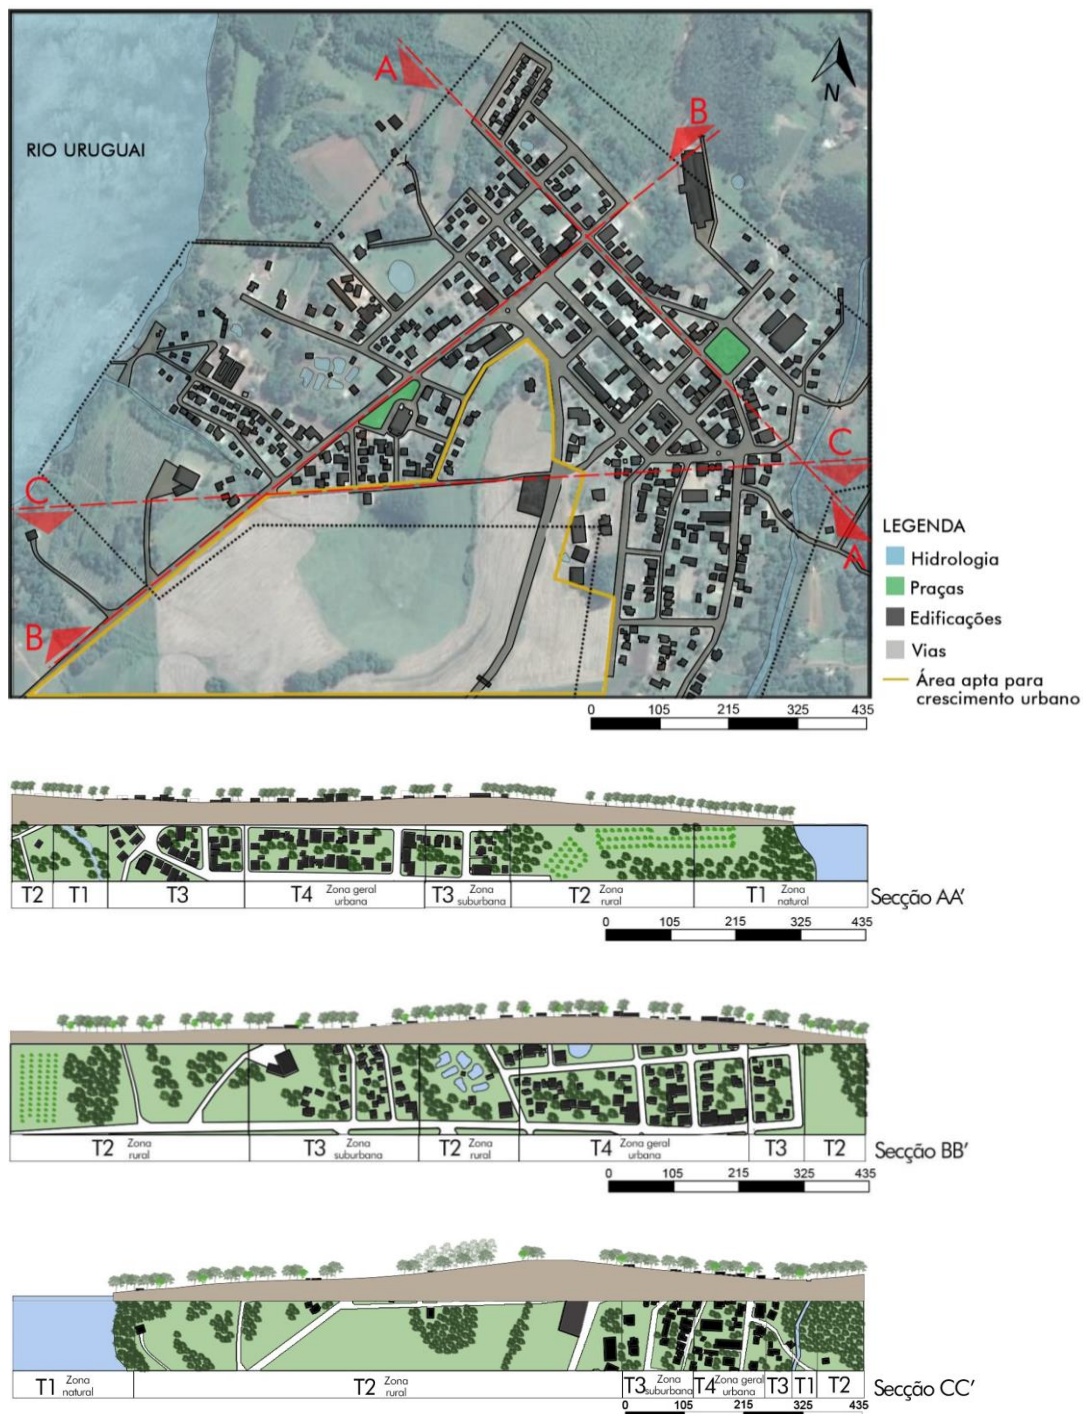 A
B
N
RIO URUGUAI
C
C
A
B
LEGENDA
Hidrologia
Praças
Edificações
Vias
Área apta para
crescimento urbano
0 105 215 325 435
T2 T1 T3 T4 Zona geral urbana T3 Zona suburbana T2 Zona rural T1 Zona natural Secção AA'
0 105 215 325 435
T2 Zona rural T3 Zona suburbana T2 Zona rural T4 Zona geral urbana T3 T2 Secção BB'
0 105 215 325 435
T1 Zona natural T2 Zona rural T3 Zona suburbana T4 Zona geral urbana T3 T1 T2 Secção CC'
0 105 215 325 435